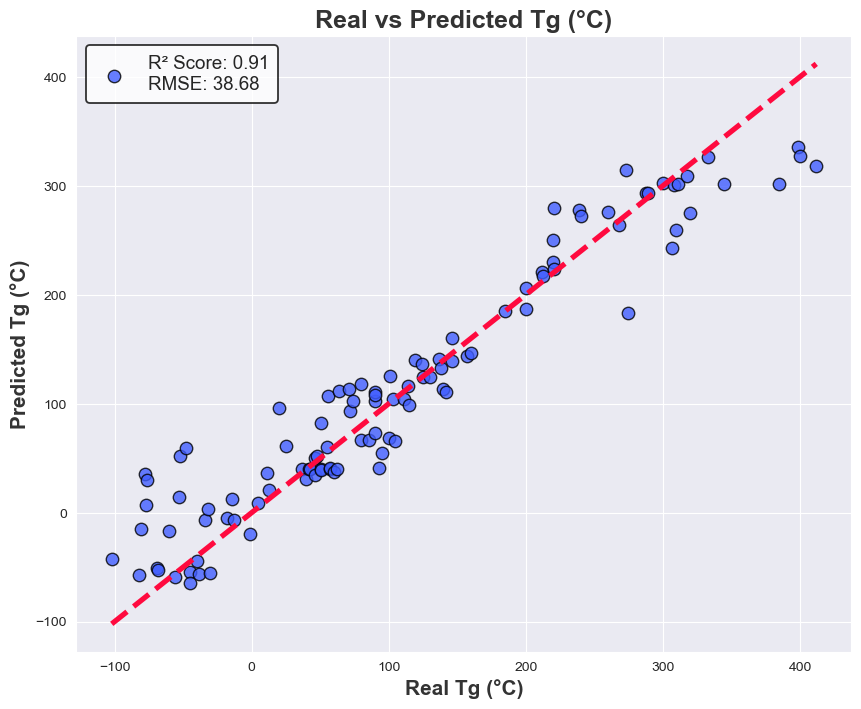 Real vs Predicted Tg (°C)
R² Score: 0.91
RMSE: 38.68
Predicted Tg (°C)
400
300
200
100
0
−100
−100
0
100
200
300
400
Real Tg (°C)